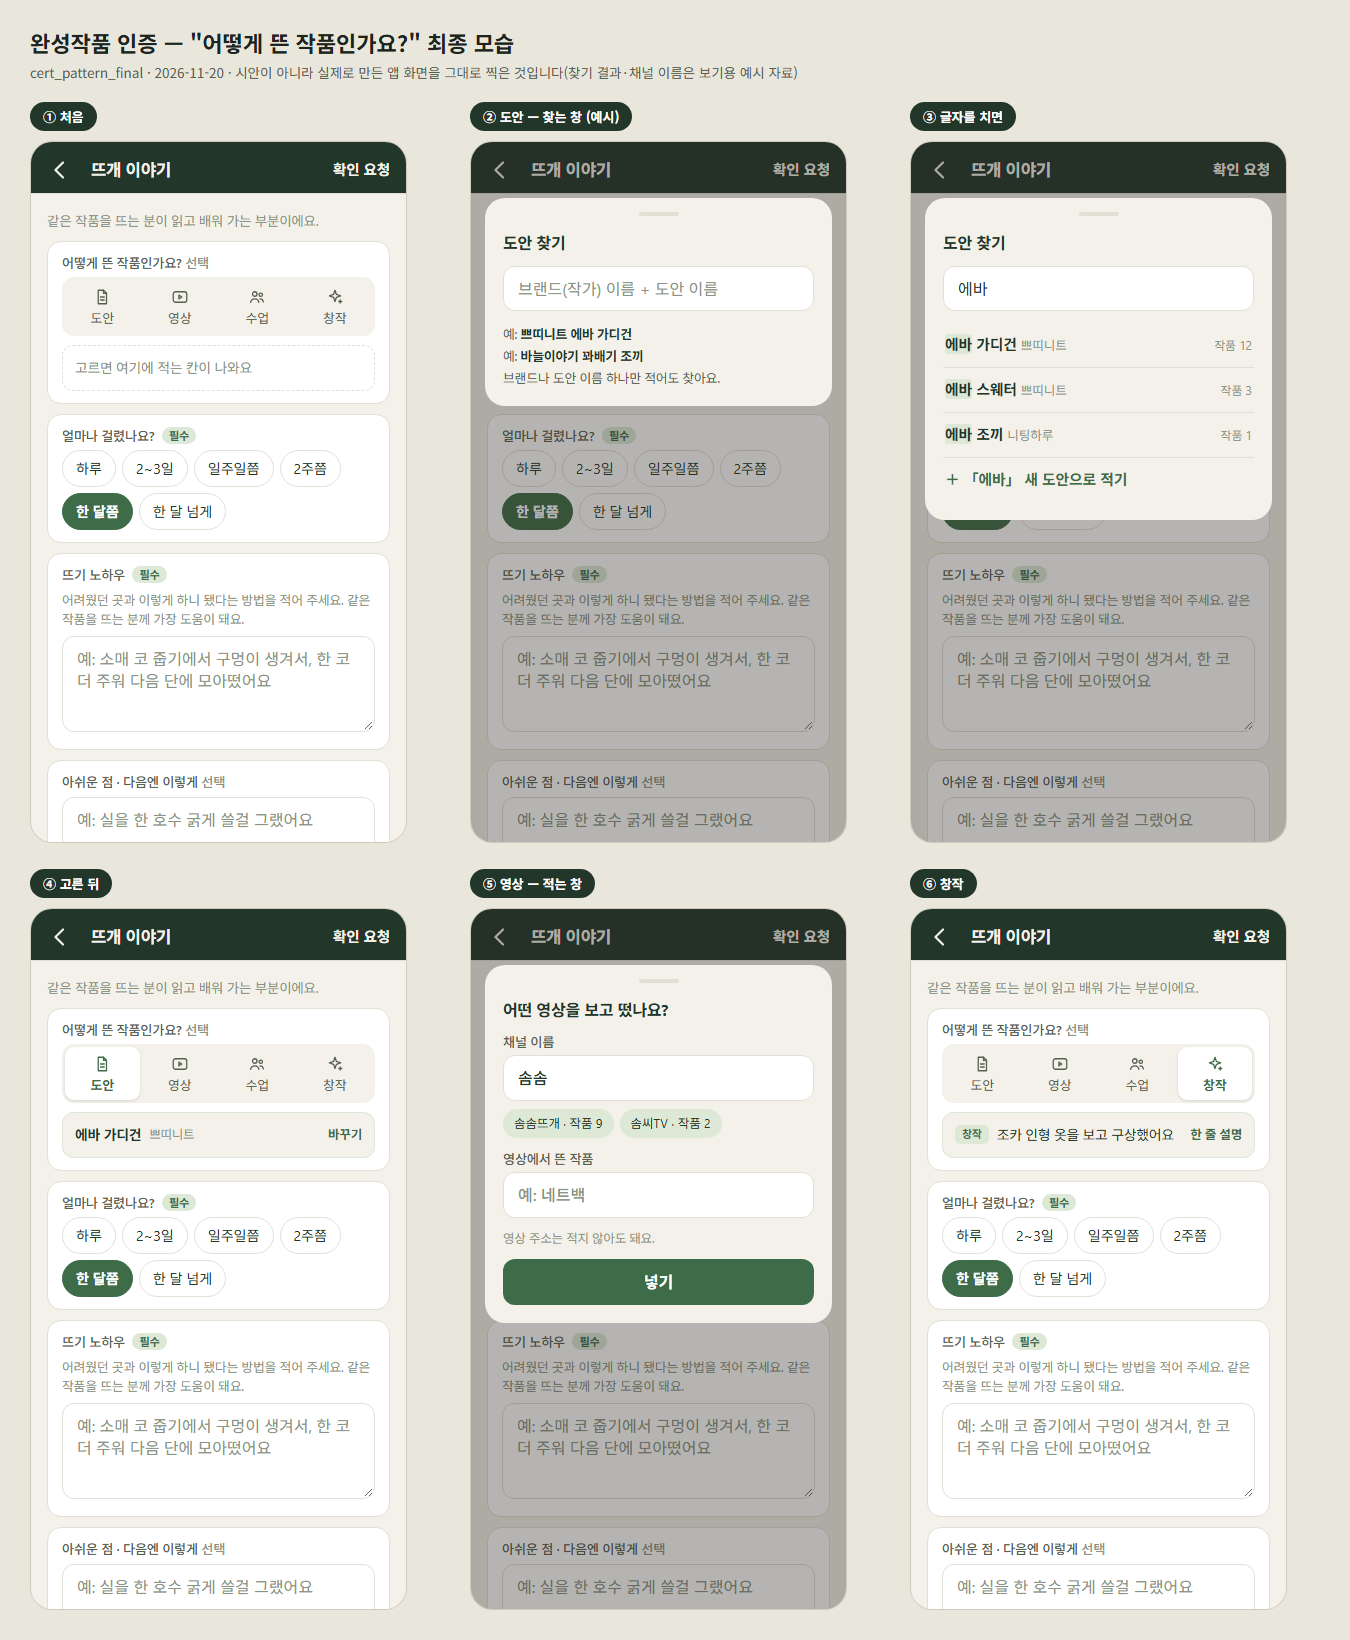 완성작품 인증 — "어떻게 뜬 작품인가요?" 최종 모습
cert_pattern_final · 2026-11-20 · 시안이 아니라 실제로 만든 앱 화면을 그대로 찍은 것입니다(찾기 결과·채널 이름은 보기용 예시 자료)
① 처음
뜨개 이야기
확인 요청
같은 작품을 뜨는 분이 읽고 배워 가는 부분이에요.
어떻게 뜬 작품인가요? 선택
도안
영상
수업
창작
고르면 여기에 적는 칸이 나와요
얼마나 걸렸나요? 필수
하루
2~3일
일주일쯤
2주쯤
한 달쯤
한 달 넘게
뜨기 노하우 필수
어려웠던 곳과 이렇게 하니 됐다는 방법을 적어 주세요. 같은
작품을 뜨는 분께 가장 도움이 돼요.
예: 소매 코 줍기에서 구멍이 생겨서, 한 코
더 주워 다음 단에 모아떴어요
아쉬운 점 · 다음엔 이렇게 선택
예: 실을 한 호수 굵게 쓸걸 그랬어요
② 도안 — 찾는 창 (예시)
뜨개 이야기
확인 요청
도안 찾기
브랜드(작가) 이름 + 도안 이름
예: 쁘띠니트 에바 가디건
예: 바늘이야기 꽈배기 조끼
브랜드나 도안 이름 하나만 적어도 찾아요.
얼마나 걸렸나요? 필수
하루
2~3일
일주일쯤
2주쯤
한 달쯤
한 달 넘게
뜨기 노하우 필수
어려웠던 곳과 이렇게 하니 됐다는 방법을 적어 주세요. 같은
작품을 뜨는 분께 가장 도움이 돼요.
예: 소매 코 줍기에서 구멍이 생겨서, 한 코
더 주워 다음 단에 모아떴어요
아쉬운 점 · 다음엔 이렇게 선택
예: 실을 한 호수 굵게 쓸걸 그랬어요
③ 글자를 치면
뜨개 이야기
확인 요청
도안 찾기
에바
에바 가디건 쁘띠니트
작품 12
에바 스웨터 쁘띠니트
작품 3
에바 조끼 니팅하루
작품 1
+ 「에바」 새 도안으로 적기
뜨기 노하우 필수
어려웠던 곳과 이렇게 하니 됐다는 방법을 적어 주세요. 같은
작품을 뜨는 분께 가장 도움이 돼요.
예: 소매 코 줍기에서 구멍이 생겨서, 한 코
더 주워 다음 단에 모아떴어요
아쉬운 점 · 다음엔 이렇게 선택
예: 실을 한 호수 굵게 쓸걸 그랬어요
④ 고른 뒤
뜨개 이야기
확인 요청
같은 작품을 뜨는 분이 읽고 배워 가는 부분이에요.
어떻게 뜬 작품인가요? 선택
도안
영상
수업
창작
에바 가디건 쁘띠니트
바꾸기
얼마나 걸렸나요? 필수
하루
2~3일
일주일쯤
2주쯤
한 달쯤
한 달 넘게
뜨기 노하우 필수
어려웠던 곳과 이렇게 하니 됐다는 방법을 적어 주세요. 같은
작품을 뜨는 분께 가장 도움이 돼요.
예: 소매 코 줍기에서 구멍이 생겨서, 한 코
더 주워 다음 단에 모아떴어요
아쉬운 점 · 다음엔 이렇게 선택
예: 실을 한 호수 굵게 쓸걸 그랬어요
⑤ 영상 — 적는 창
뜨개 이야기
확인 요청
어떤 영상을 보고 떴나요?
채널 이름
솜솜
솜솜뜨개 · 작품 9
솜씨TV · 작품 2
영상에서 뜬 작품
예: 네트백
영상 주소는 적지 않아도 돼요.
넣기
뜨기 노하우 필수
어려웠던 곳과 이렇게 하니 됐다는 방법을 적어 주세요. 같은
작품을 뜨는 분께 가장 도움이 돼요.
예: 소매 코 줍기에서 구멍이 생겨서, 한 코
더 주워 다음 단에 모아떴어요
아쉬운 점 · 다음엔 이렇게 선택
예: 실을 한 호수 굵게 쓸걸 그랬어요
⑥ 창작
뜨개 이야기
확인 요청
같은 작품을 뜨는 분이 읽고 배워 가는 부분이에요.
어떻게 뜬 작품인가요? 선택
도안
영상
수업
창작
창작 조카 인형 옷을 보고 구상했어요
한 줄 설명
얼마나 걸렸나요? 필수
하루
2~3일
일주일쯤
2주쯤
한 달쯤
한 달 넘게
뜨기 노하우 필수
어려웠던 곳과 이렇게 하니 됐다는 방법을 적어 주세요. 같은
작품을 뜨는 분께 가장 도움이 돼요.
예: 소매 코 줍기에서 구멍이 생겨서, 한 코
더 주워 다음 단에 모아떴어요
아쉬운 점 · 다음엔 이렇게 선택
예: 실을 한 호수 굵게 쓸걸 그랬어요